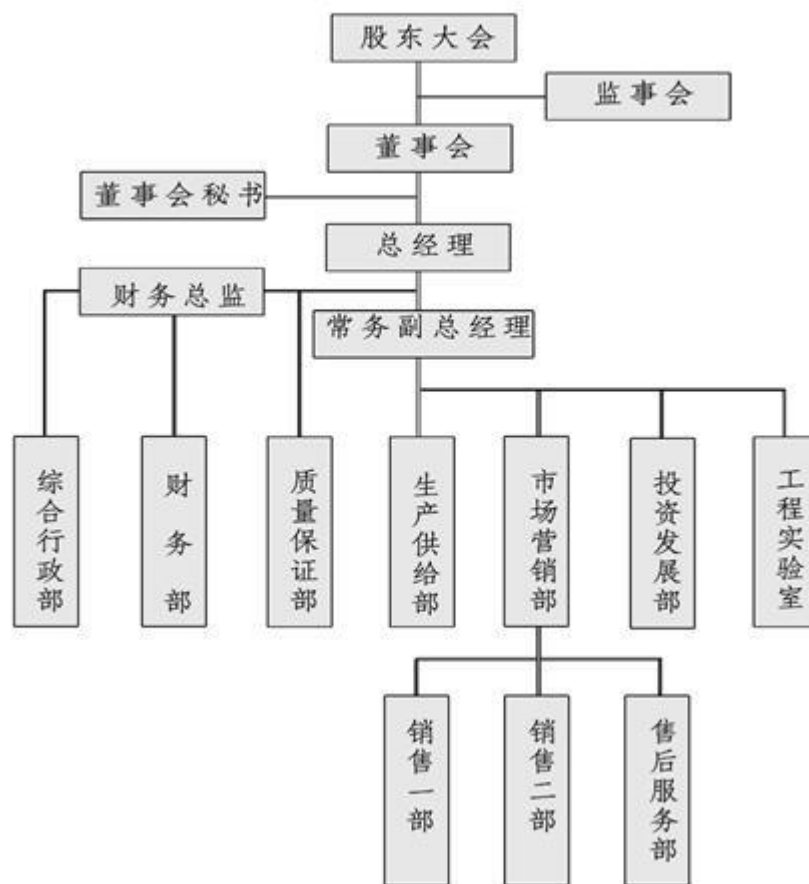 股东大会
监事会
董事会
董事会秘书
总经理
财务总监
常务副总经理
综合行政部
财务部
质量保证部
生产供给部
市场营销部
投资发展部
工程实验室
销售一部
销售二部
售后服务部